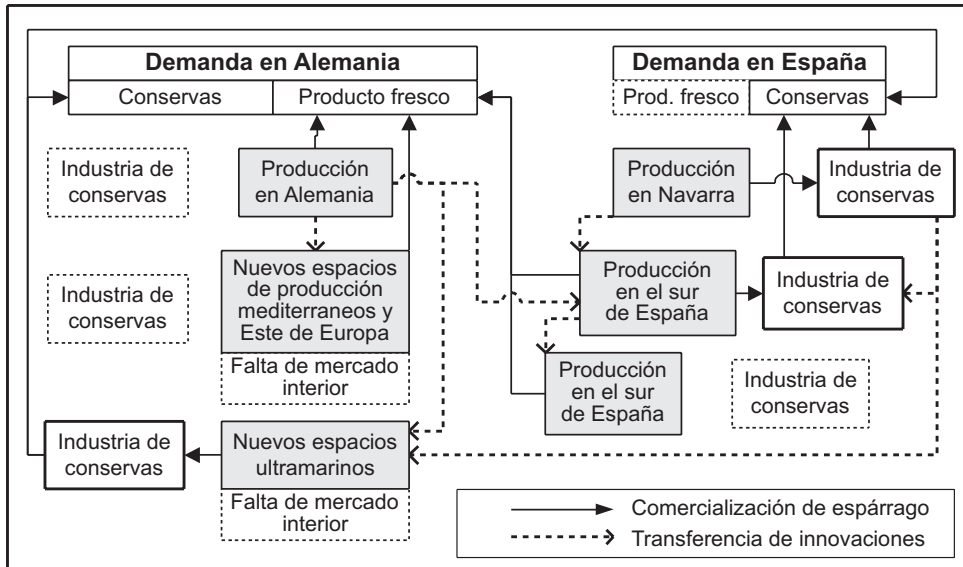 Demanda en Alemania
Conservas
Producto fresco
Demanda en España
Prod. fresco
Conservas
Industria de
conservas
Producción
en Alemania
Producción
en Navarra
Industria de
conservas
Industria de
conservas
Nuevos espacios
de producción
mediterraneos y
Este de Europa
Falta de mercado
interior
Producción
en el sur
de España
Industria de
conservas
Producción
en el sur
de España
Industria de
conservas
Industria de
conservas
Nuevos espacios
ultramarinos
Falta de mercado
interior
Comercialización de espárrago
Transferencia de innovaciones